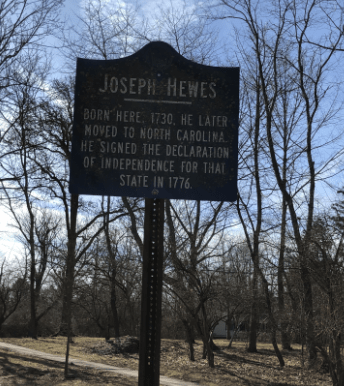 JOSEPH HEWES
BORN HERE, 1730. HE LATER
MOVED TO NORTH CAROLINA.
HE SIGNED THE DECLARATION
OF INDEPENDENCE FOR THAT
STATE IN 1776.